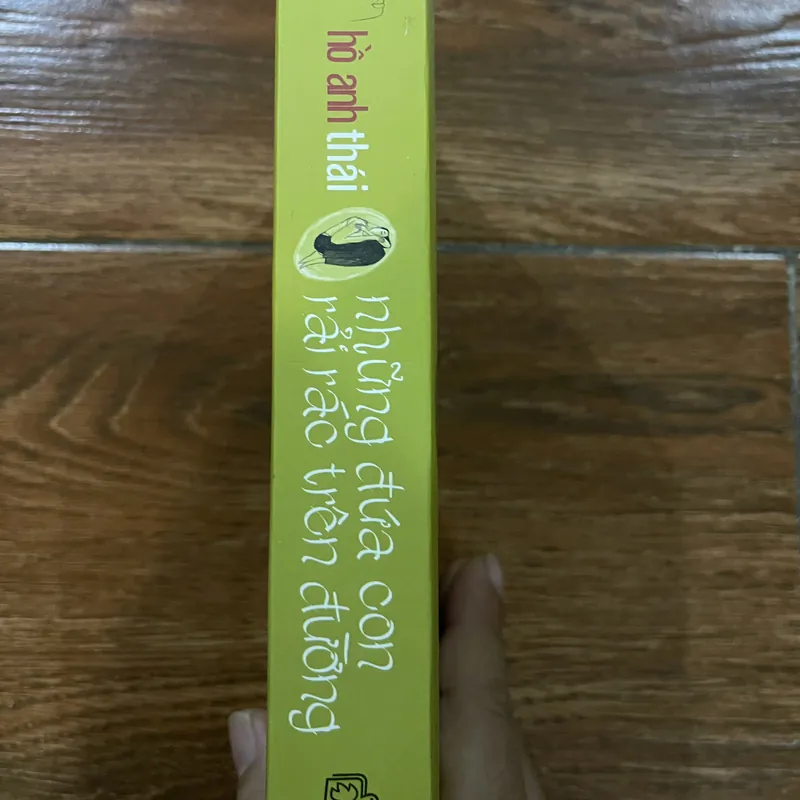 hồ anh thái
những đứa con
rải rác trên đường